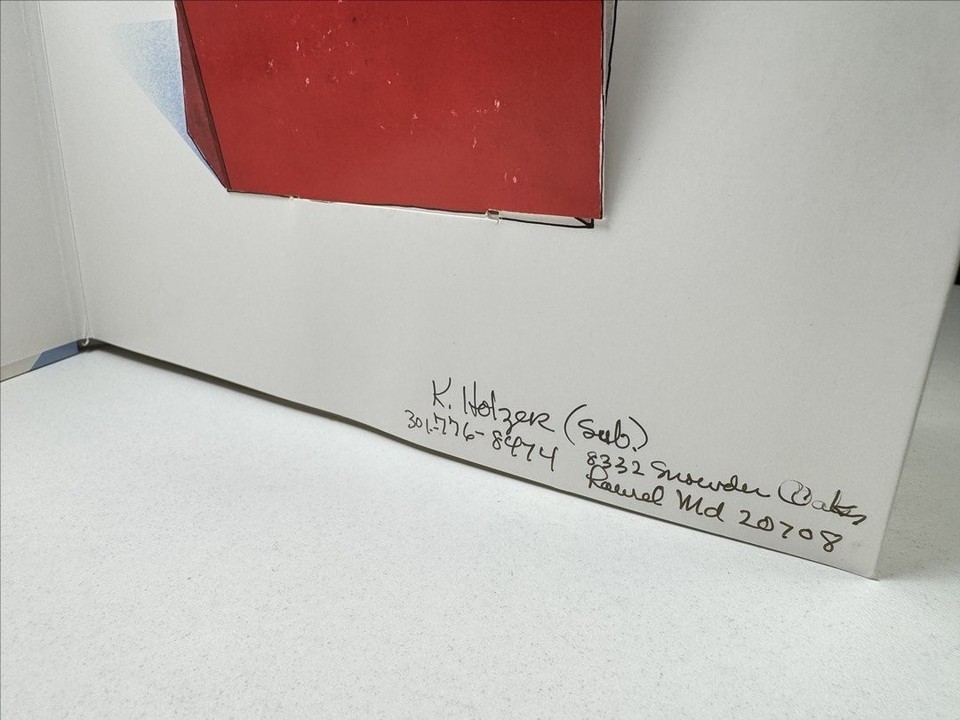 K. Holzer (Sub.)
301-776-8474
8332 Snowden Oaks
Laurel Md 20708